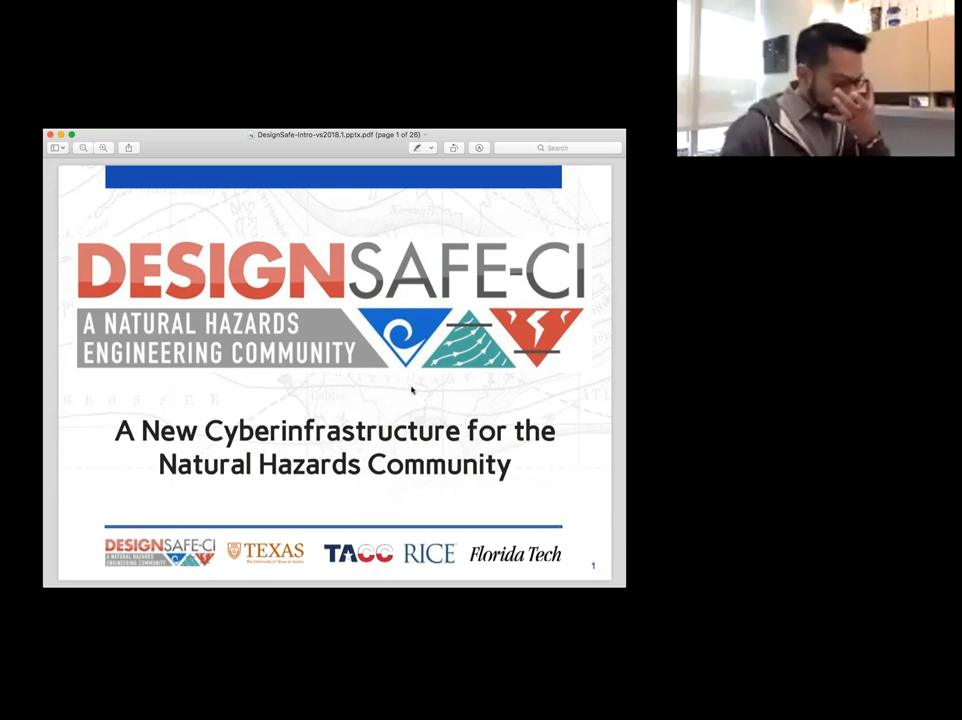 DesignSafe-Intro-vs2018.1.pptx.pdf (page 1 of 26)
Search
DESIGNSAFE-CI
A NATURAL HAZARDS
ENGINEERING COMMUNITY
A New Cyberinfrastructure for the
Natural Hazards Community
DESIGNSAFE-CI
A NATURAL HAZARDS
ENGINEERING COMMUNITY
TEXAS
The University of Texas at Austin
TACC
RICE
Florida Tech
1